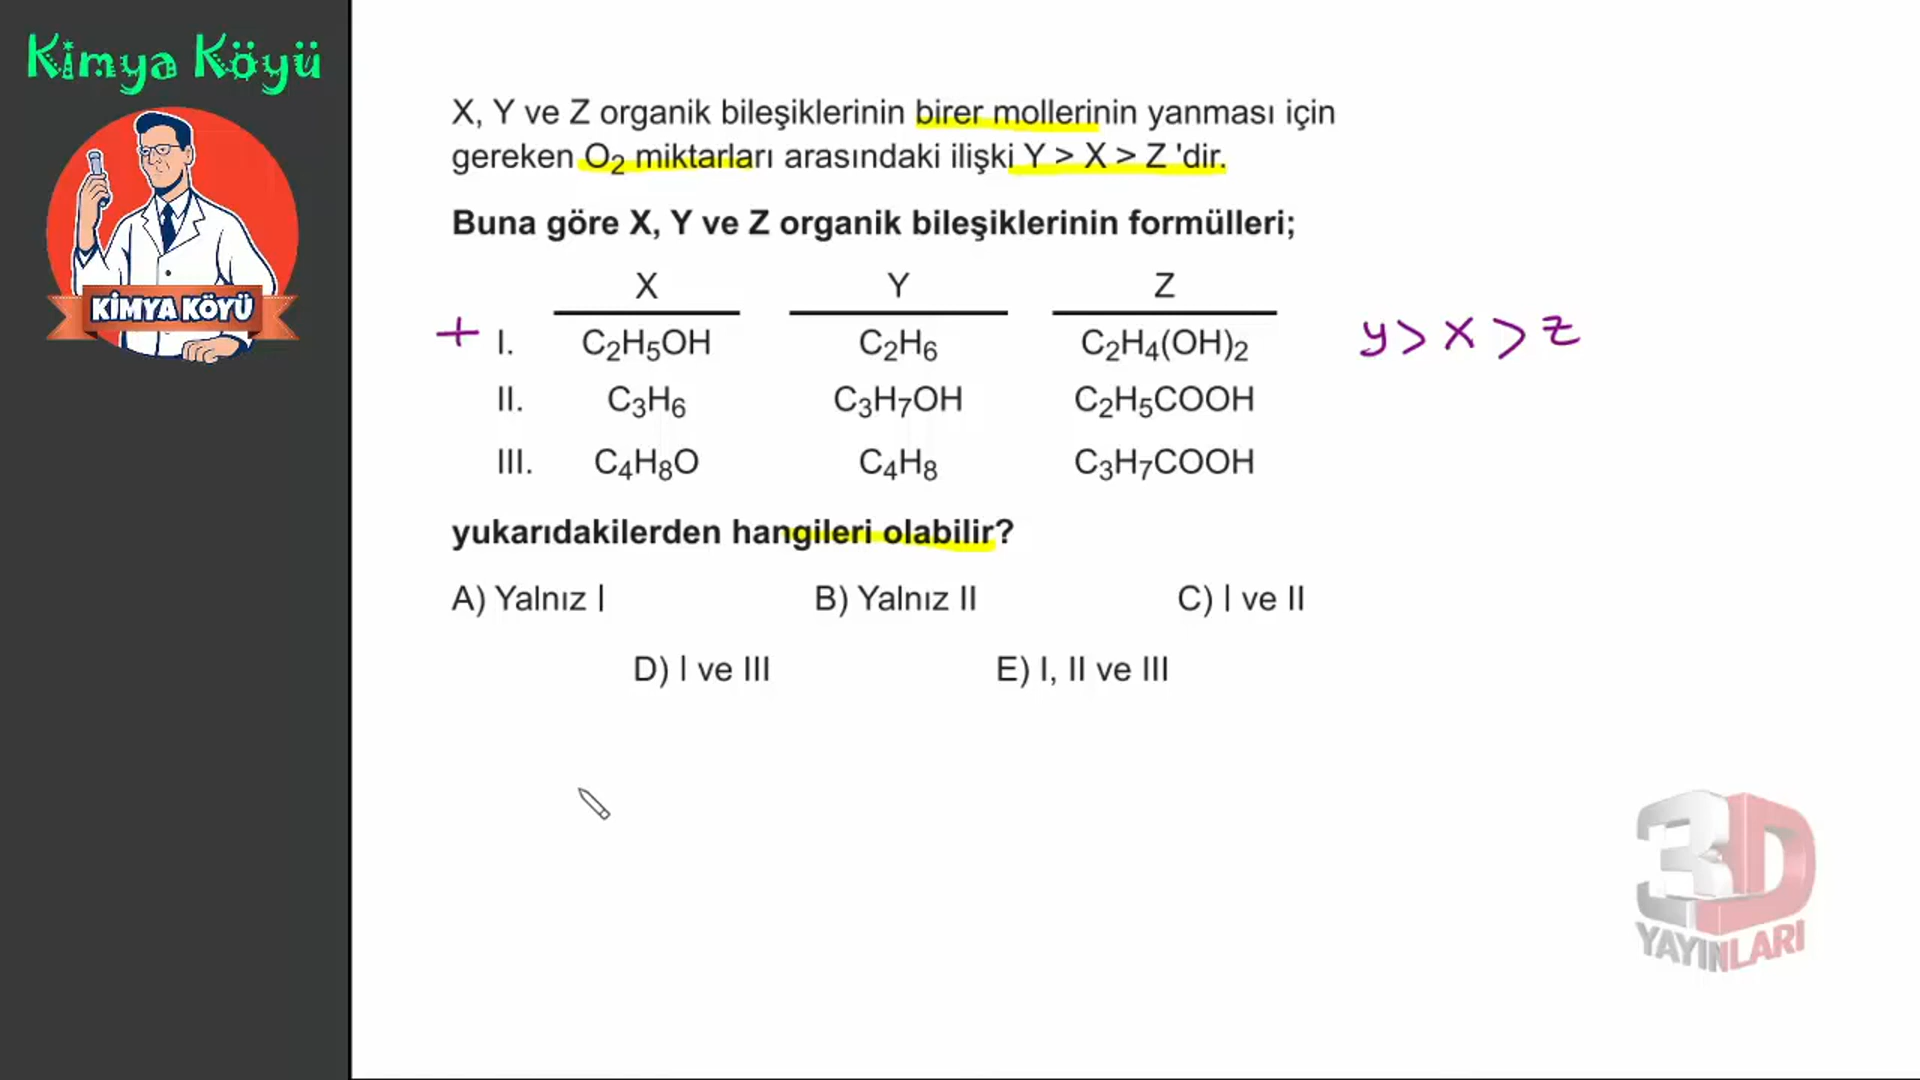 Kimya Köyü
KİMYA KÖYÜ
X, Y ve Z organik bileşiklerinin birer mollerinin yanması için
gereken O₂ miktarları arasındaki ilişki Y > X > Z 'dir.
Buna göre X, Y ve Z organik bileşiklerinin formülleri;
X Y Z
+ I. C₂H₅OH C₂H₆ C₂H₄(OH)₂ y > x > z
II. C₃H₆ C₃H₇OH C₂H₅COOH
III. C₄H₈O C₄H₈ C₃H₇COOH
yukarıdakilerden hangileri olabilir?
A) Yalnız I B) Yalnız II C) I ve II
D) I ve III E) I, II ve III
3D
YAYINLARI